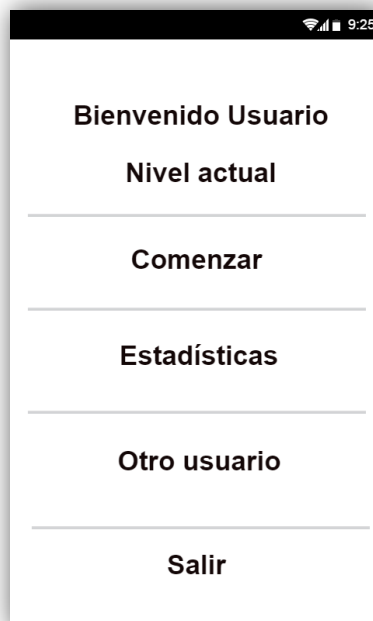 9:25
Bienvenido Usuario
Nivel actual
Comenzar
Estadísticas
Otro usuario
Salir